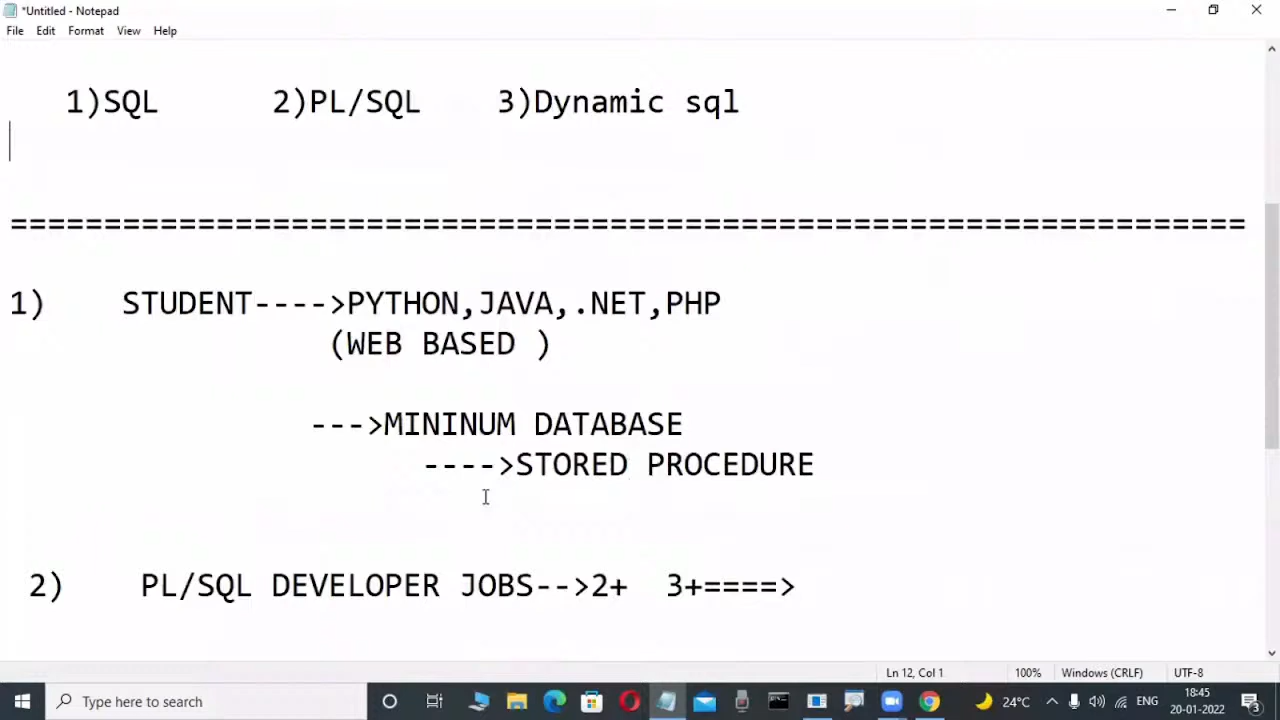 *Untitled - Notepad
File Edit Format View Help
1)SQL 2)PL/SQL 3)Dynamic sql
==================================================================
1) STUDENT---->PYTHON,JAVA,.NET,PHP
(WEB BASED )
--->MININUM DATABASE
---->STORED PROCEDURE
2) PL/SQL DEVELOPER JOBS-->2+ 3+====>
Ln 12, Col 1 100% Windows (CRLF) UTF-8
Type here to search 24°C ENG 18:45
20-01-2022 3